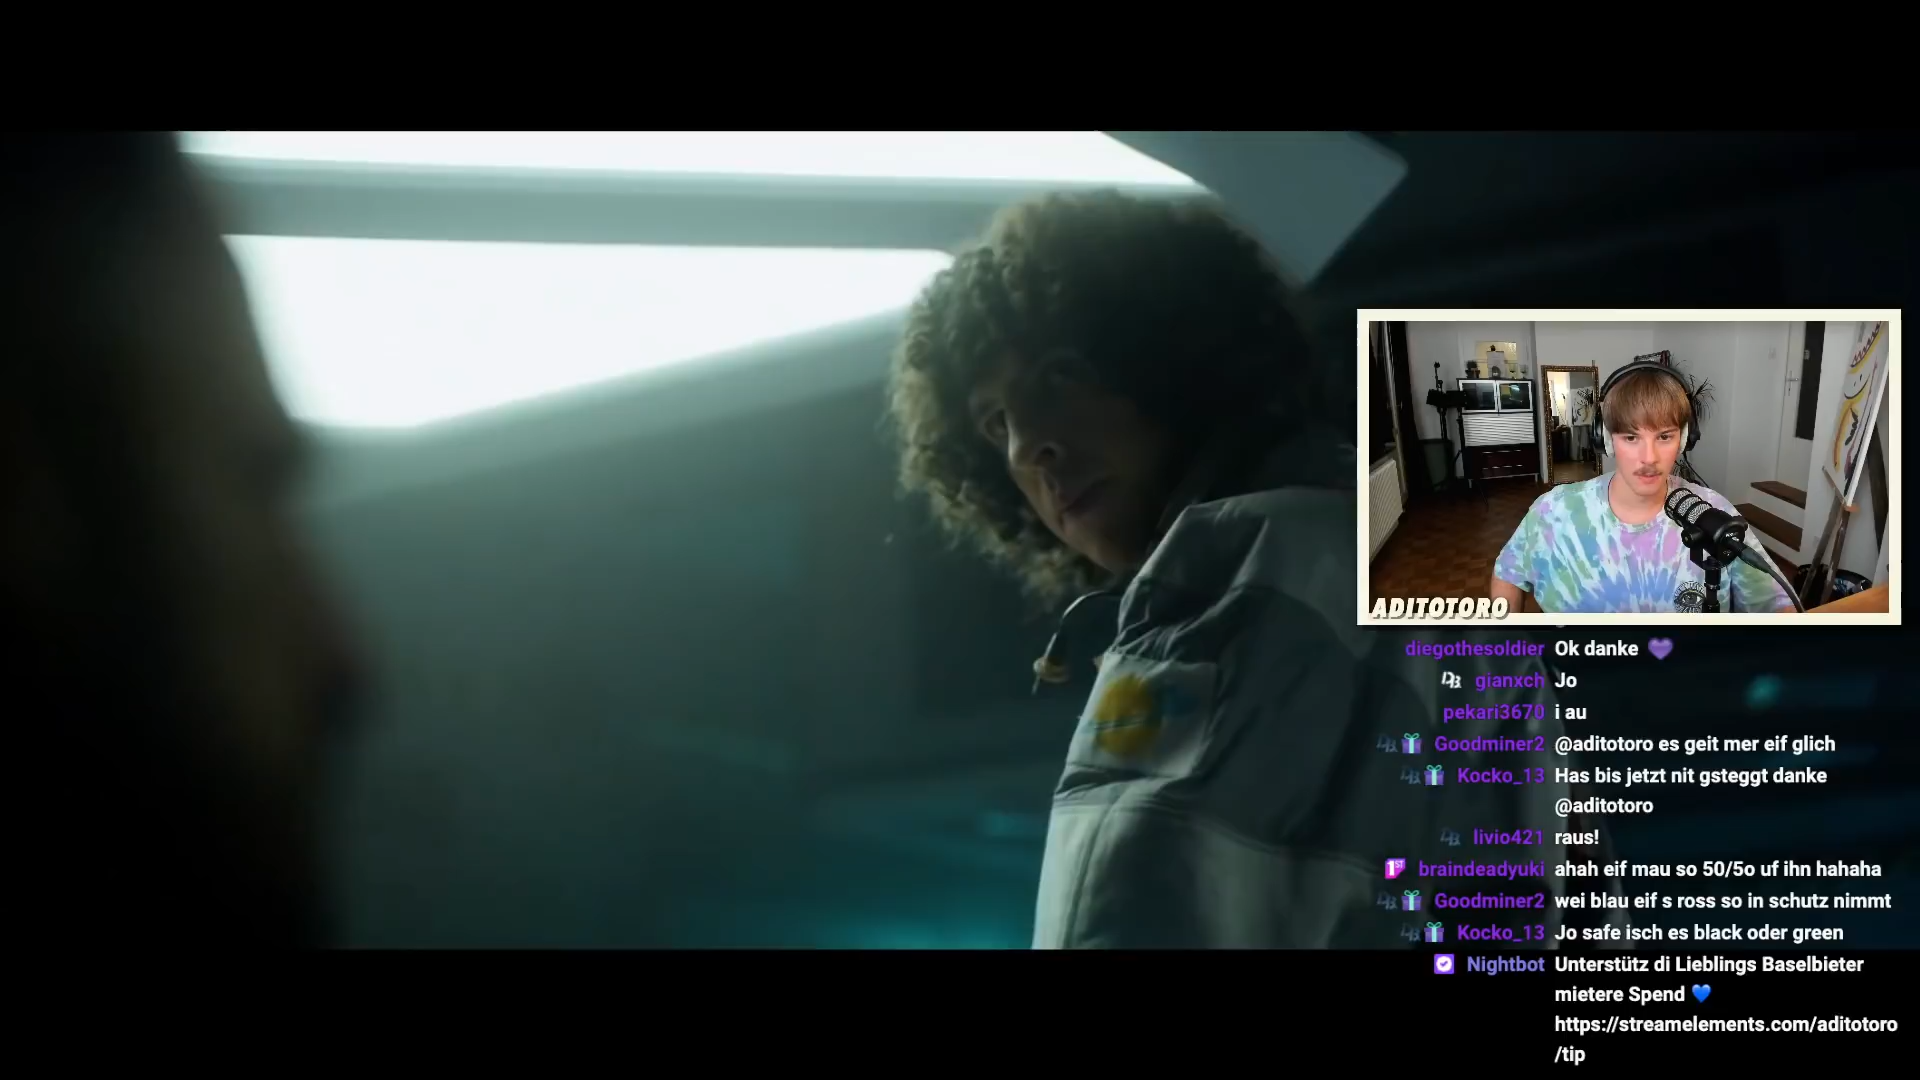 ADITOTORO
diegothesoldier Ok danke 💜
gianxch Jo
pekari3670 i au
Goodminer2 @aditotoro es geit mer eif glich
Kocko_13 Has bis jetzt nit gsteggt danke
@aditotoro
livio421 raus!
braindeadyuki ahah eif mau so 50/5o uf ihn hahaha
Goodminer2 wei blau eif s ross so in schutz nimmt
Kocko_13 Jo safe isch es black oder green
Nightbot Unterstütz di Lieblings Baselbieter
mietere Spend 💙
https://streamelements.com/aditotoro
/tip